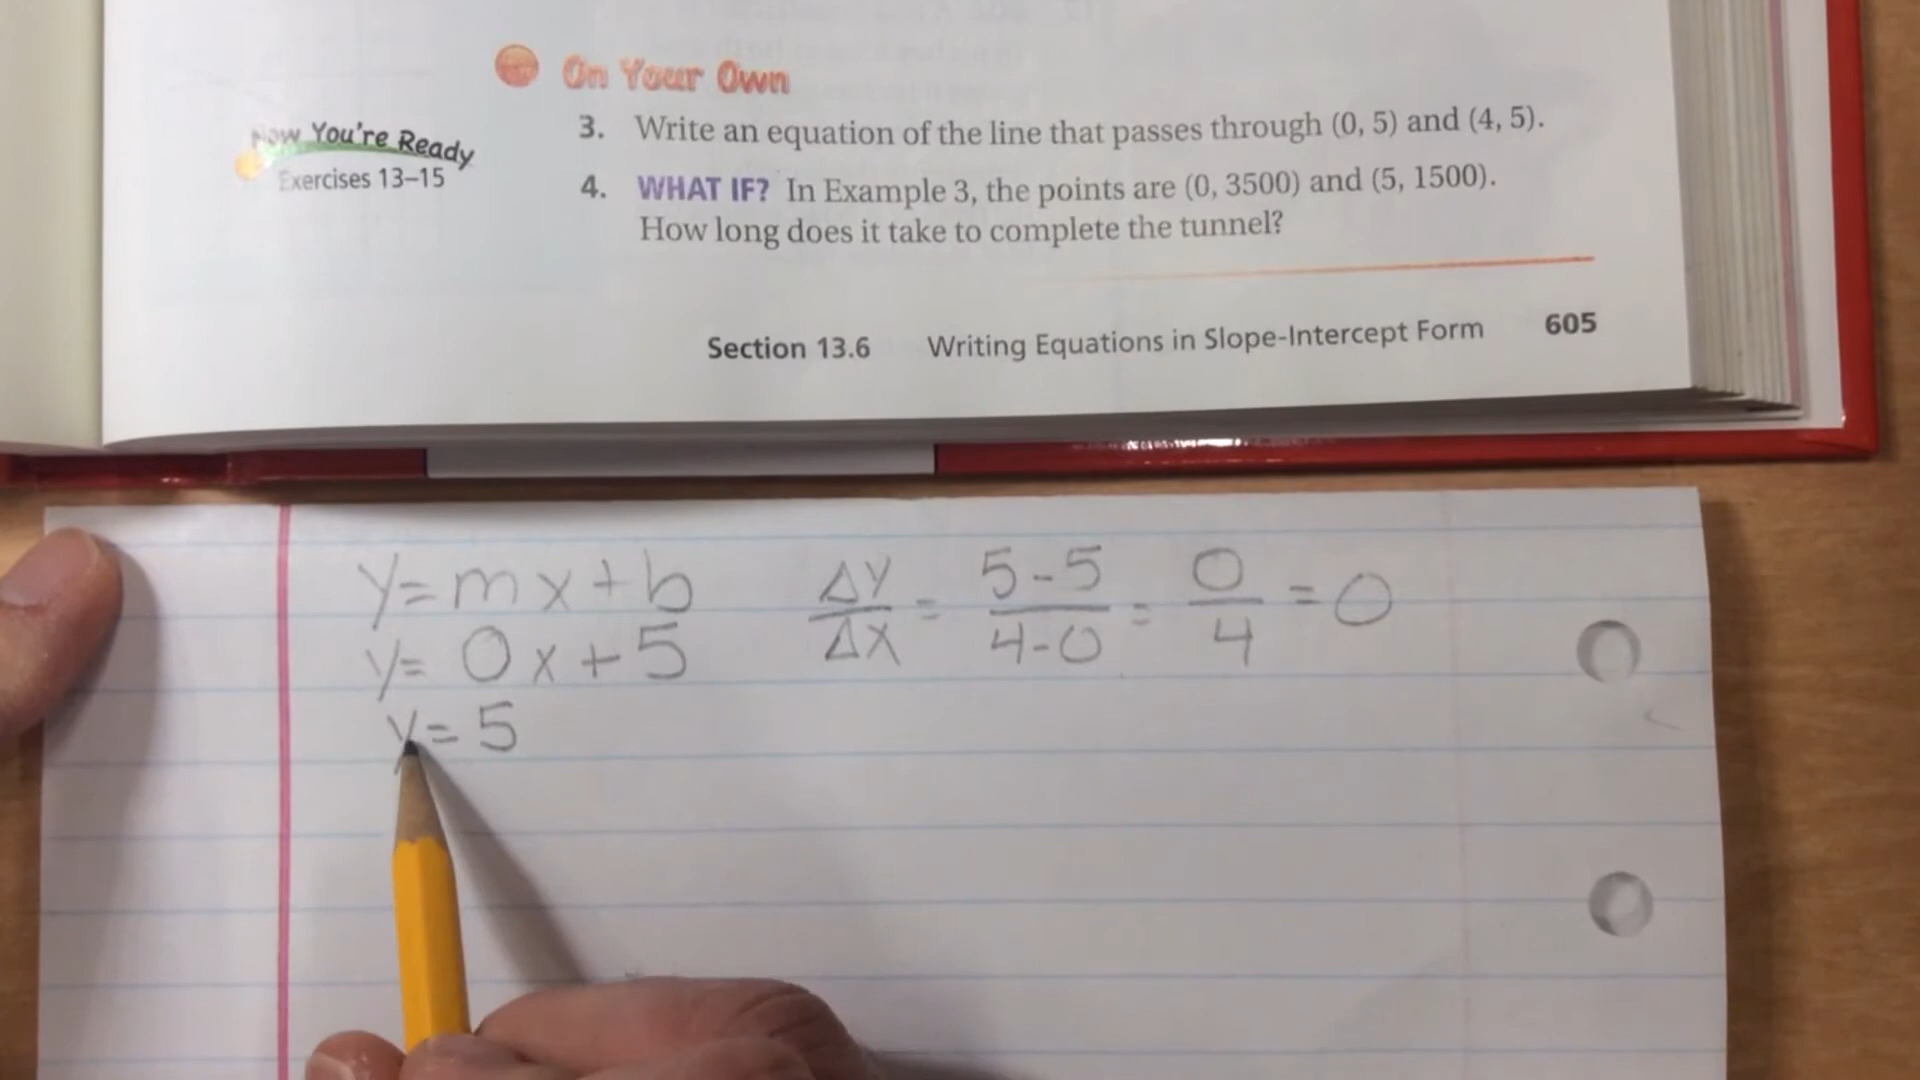 On Your Own
Now You're Ready
Exercises 13–15
3. Write an equation of the line that passes through (0, 5) and (4, 5).
4. WHAT IF? In Example 3, the points are (0, 3500) and (5, 1500).
How long does it take to complete the tunnel?
Section 13.6 Writing Equations in Slope-Intercept Form 605
y=mx+b ΔY/ΔX = 5-5/4-0 = 0/4 = 0
y= 0x+5
y= 5